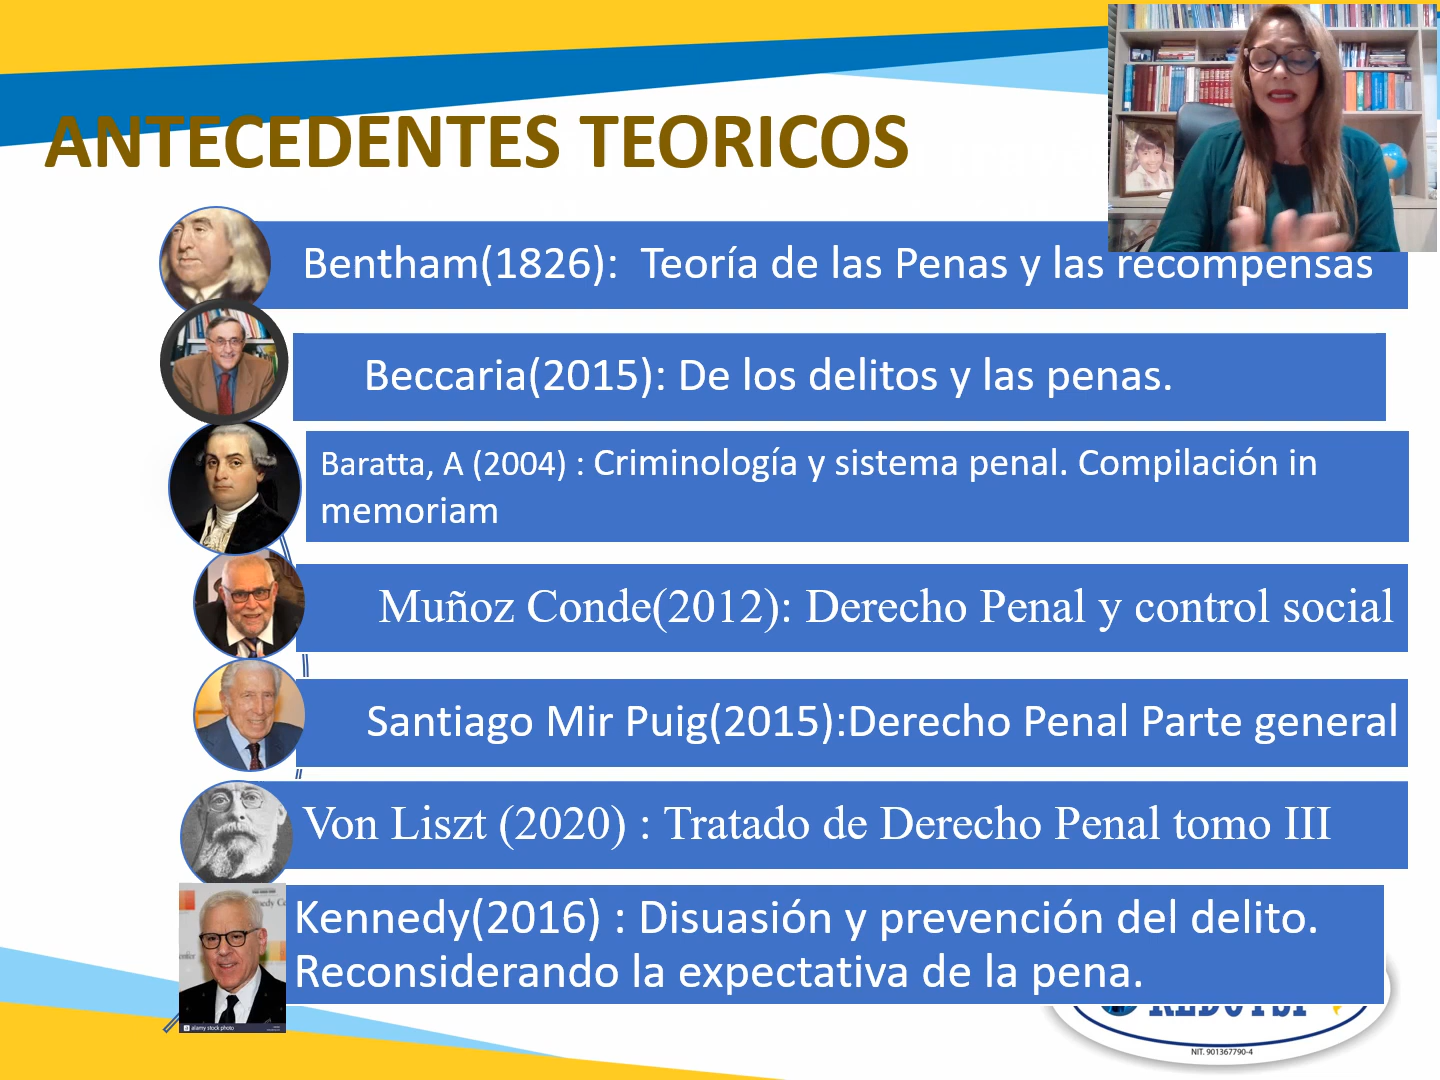 ANTECEDENTES TEORICOS
Bentham(1826): Teoría de las Penas y las recompensas
Beccaria(2015): De los delitos y las penas.
Baratta, A (2004) : Criminología y sistema penal. Compilación in
memoriam
Muñoz Conde(2012): Derecho Penal y control social
Santiago Mir Puig(2015):Derecho Penal Parte general
Von Liszt (2020) : Tratado de Derecho Penal tomo III
Kennedy(2016) : Disuasión y prevención del delito.
Reconsiderando la expectativa de la pena.
alamy stock photo
NIT. 901367790-4